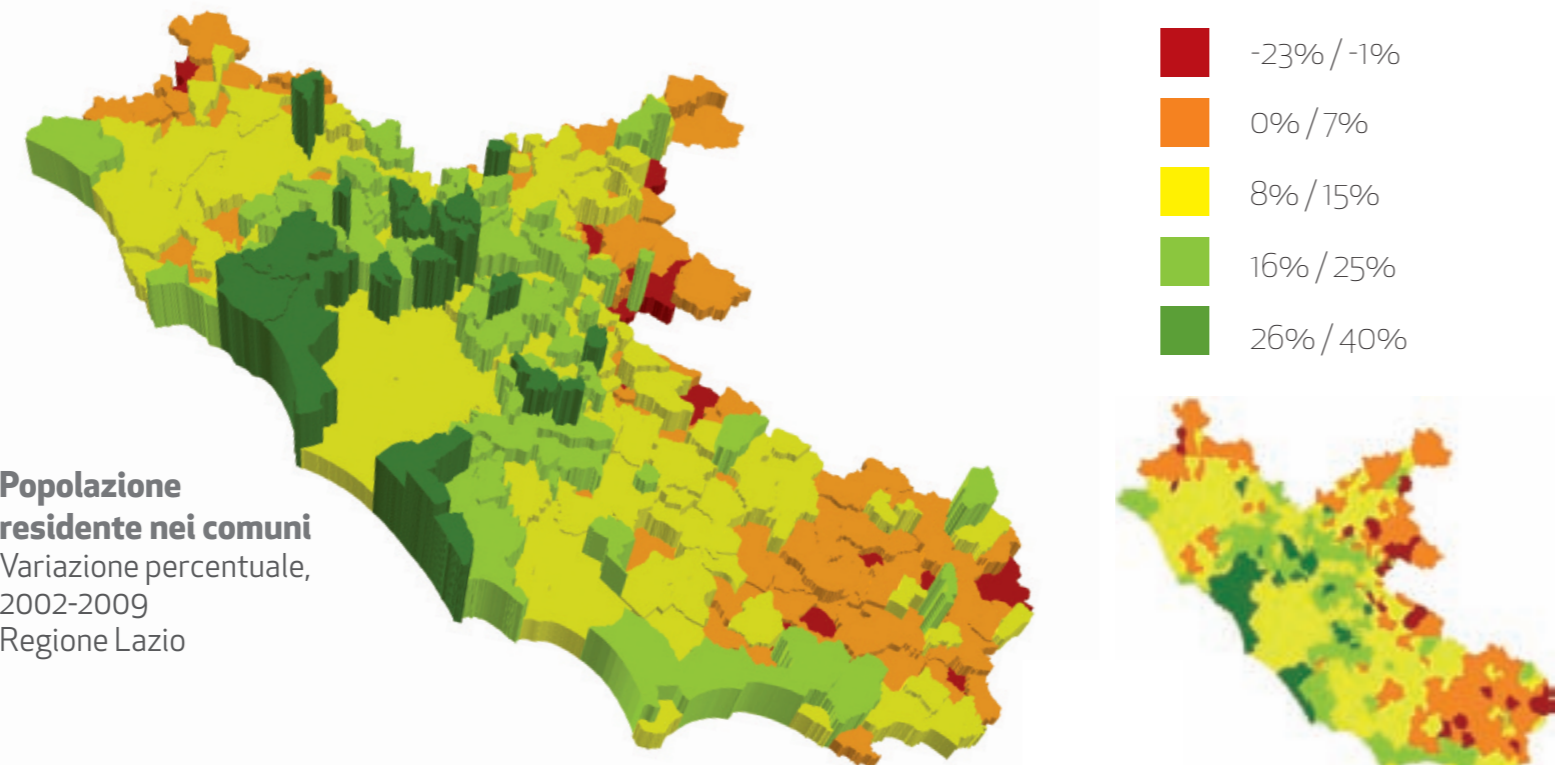 -23% / -1%
0% / 7%
8% / 15%
16% / 25%
26% / 40%
Popolazione
residente nei comuni
Variazione percentuale,
2002-2009
Regione Lazio